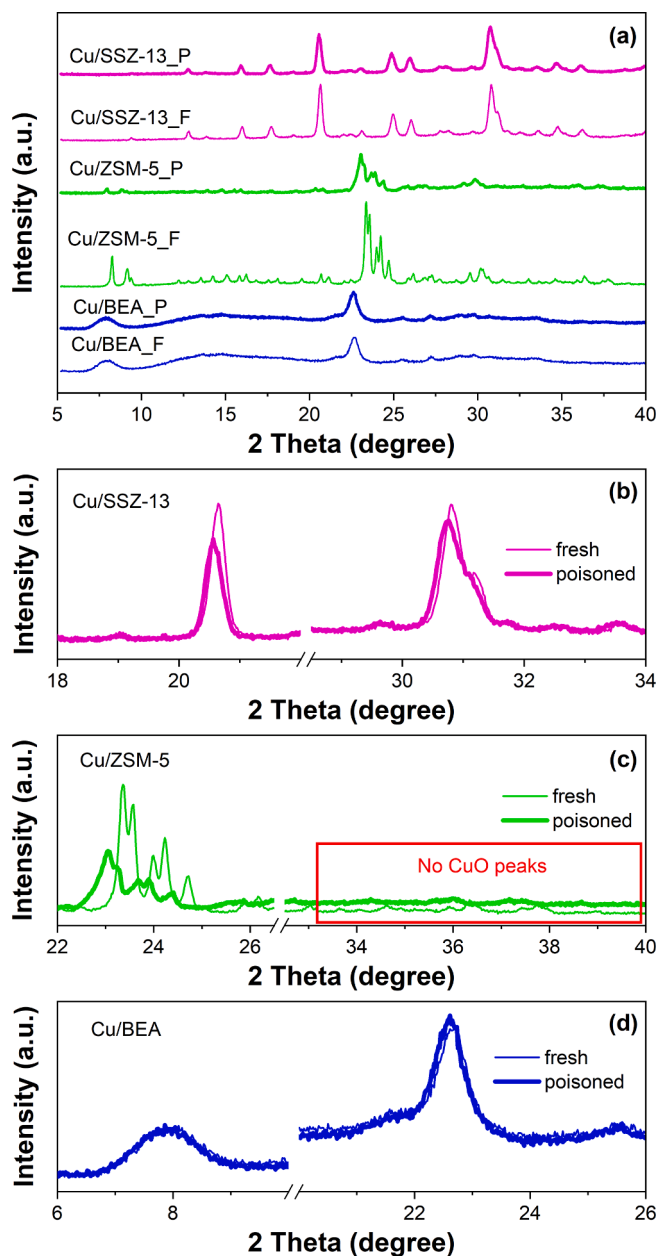 (a)
Cu/SSZ-13_P
Cu/SSZ-13_F
Cu/ZSM-5_P
Cu/ZSM-5_F
Cu/BEA_P
Cu/BEA_F
Intensity (a.u.)
5 10 15 20 25 30 35 40
2 Theta (degree)
Cu/SSZ-13
(b)
fresh
poisoned
Intensity (a.u.)
18 20 30 32 34
2 Theta (degree)
Cu/ZSM-5
(c)
fresh
poisoned
No CuO peaks
Intensity (a.u.)
22 24 26 34 36 38 40
2 Theta (degree)
Cu/BEA
(d)
fresh
poisoned
Intensity (a.u.)
6 8 22 24 26
2 Theta (degree)